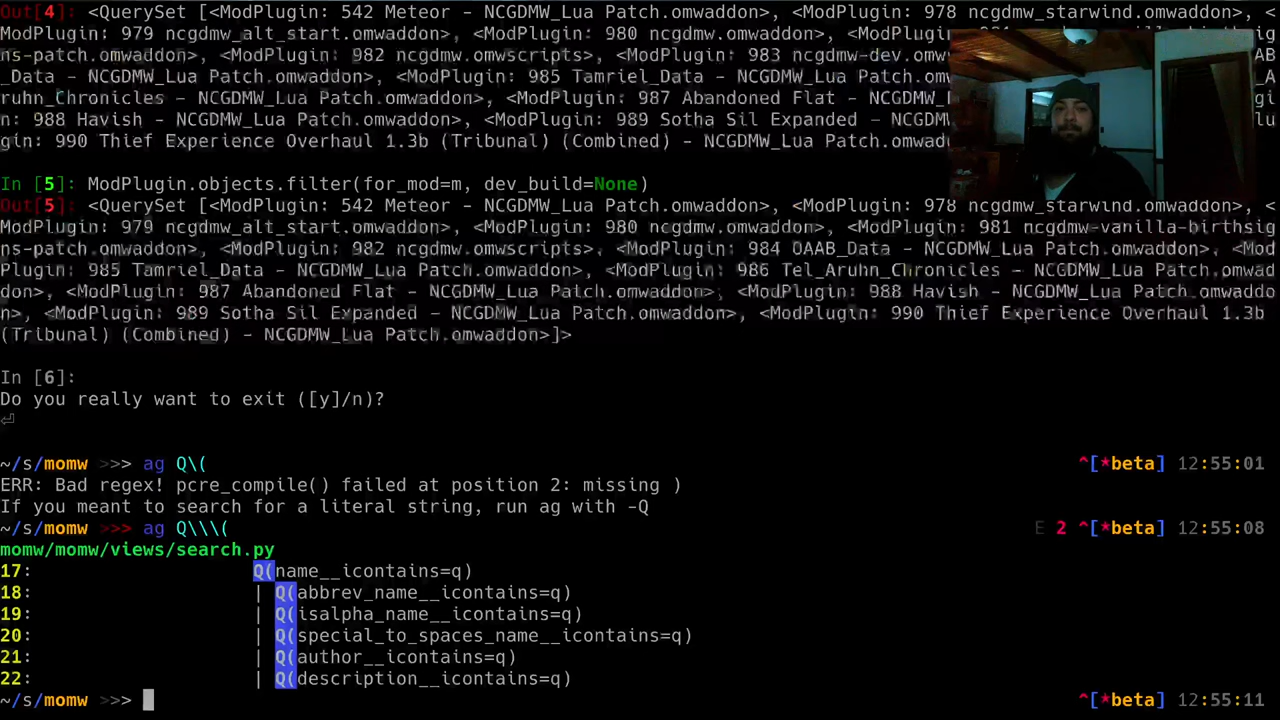 Out[4]: <QuerySet [<ModPlugin: 542 Meteor - NCGDMW_Lua Patch.omwaddon>, <ModPlugin: 978 ncgdmw_starwind.omwaddon>, <
ModPlugin: 979 ncgdmw_alt_start.omwaddon>, <ModPlugin: 980 ncgdmw.omwaddon>,
ns-patch.omwaddon>, <ModPlugin: 982 ncgdmw.omwscripts>, <ModPlugin: 983 ncgdmw-dev.omw
_Data - NCGDMW_Lua Patch.omwaddon>, <ModPlugin: 985 Tamriel_Data - NCGDMW_Lua Patch.om
ruhn_Chronicles - NCGDMW_Lua Patch.omwaddon>, <ModPlugin: 987 Abandoned Flat - NCGDMW_
n: 988 Havish - NCGDMW_Lua Patch.omwaddon>, <ModPlugin: 989 Sotha Sil Expanded - NCGDMW
gin: 990 Thief Experience Overhaul 1.3b (Tribunal) (Combined) - NCGDMW_Lua Patch.omwad
In [5]: ModPlugin.objects.filter(for_mod=m, dev_build=None)
Out[5]: <QuerySet [<ModPlugin: 542 Meteor - NCGDMW_Lua Patch.omwaddon>, <ModPlugin: 978 ncgdmw_starwind.omwaddon>, <
ModPlugin: 979 ncgdmw_alt_start.omwaddon>, <ModPlugin: 980 ncgdmw.omwaddon>, <ModPlugin: 981 ncgdmw-vanilla-birthsig
ns-patch.omwaddon>, <ModPlugin: 982 ncgdmw.omwscripts>, <ModPlugin: 984 OAAB_Data - NCGDMW_Lua Patch.omwaddon>, <Mod
Plugin: 985 Tamriel_Data - NCGDMW_Lua Patch.omwaddon>, <ModPlugin: 986 Tel_Aruhn_Chronicles - NCGDMW_Lua Patch.omwad
don>, <ModPlugin: 987 Abandoned Flat - NCGDMW_Lua Patch.omwaddon>, <ModPlugin: 988 Havish - NCGDMW_Lua Patch.omwaddo
n>, <ModPlugin: 989 Sotha Sil Expanded - NCGDMW_Lua Patch.omwaddon>, <ModPlugin: 990 Thief Experience Overhaul 1.3b
(Tribunal) (Combined) - NCGDMW_Lua Patch.omwaddon>]>
In [6]:
Do you really want to exit ([y]/n)?
⏎
~/s/momw >>> ag Q\( ^[*beta] 12:55:01
ERR: Bad regex! pcre_compile() failed at position 2: missing )
If you meant to search for a literal string, run ag with -Q
~/s/momw >>> ag Q\\\( E 2 ^[*beta] 12:55:08
momw/momw/views/search.py
17: Q(name__icontains=q)
18: | Q(abbrev_name__icontains=q)
19: | Q(isalpha_name__icontains=q)
20: | Q(special_to_spaces_name__icontains=q)
21: | Q(author__icontains=q)
22: | Q(description__icontains=q)
~/s/momw >>> ^[*beta] 12:55:11